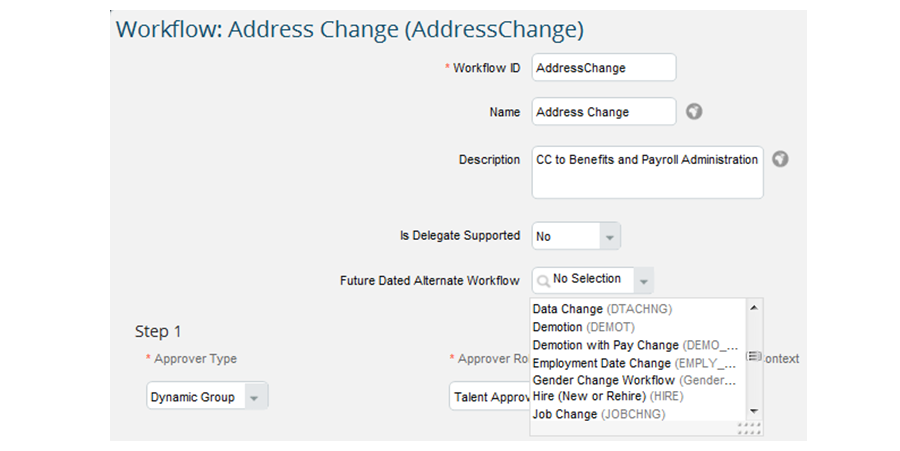 Workflow: Address Change (AddressChange)
* Workflow ID AddressChange
Name Address Change
Description CC to Benefits and Payroll Administration
Is Delegate Supported No
Future Dated Alternate Workflow No Selection
Data Change (DTACHNG)
Demotion (DEMOT)
Demotion with Pay Change (DEMO_...
Employment Date Change (EMPLY_...
Gender Change Workflow (Gender...
Hire (New or Rehire) (HIRE)
Job Change (JOBCHNG)
Step 1
* Approver Type * Approver Ro ontext
Dynamic Group Talent Approv